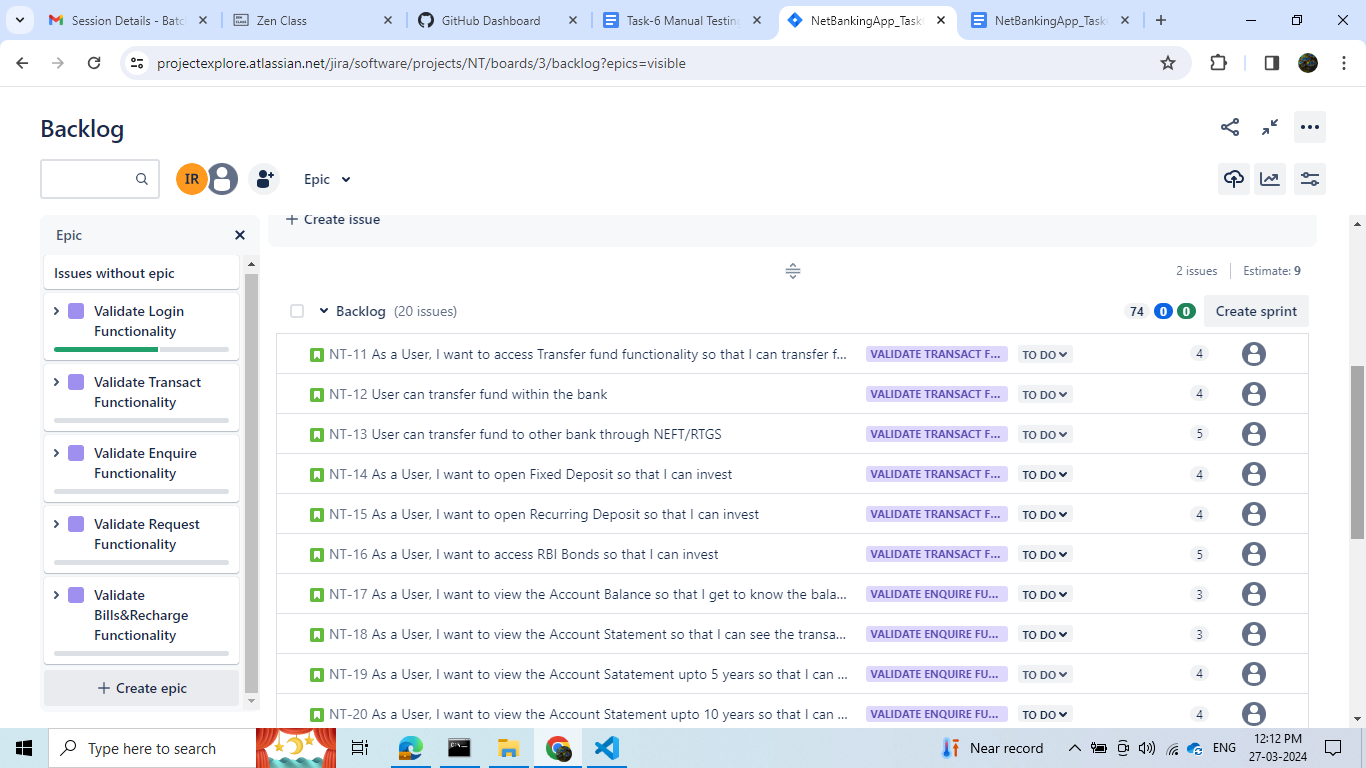 Session Details - Batc
Zen Class
GitHub Dashboard
Task-6 Manual Testing
NetBankingApp_Task
NetBankingApp_Task
projectexplore.atlassian.net/jira/software/projects/NT/boards/3/backlog?epics=visible
Backlog
IR
Epic
Epic
Issues without epic
Validate Login
Functionality
Validate Transact
Functionality
Validate Enquire
Functionality
Validate Request
Functionality
Validate
Bills&Recharge
Functionality
+ Create epic
+ Create issue
2 issues Estimate: 9
Backlog (20 issues) 74 0 0 Create sprint
NT-11 As a User, I want to access Transfer fund functionality so that I can transfer f... VALIDATE TRANSACT F... TO DO 4
NT-12 User can transfer fund within the bank VALIDATE TRANSACT F... TO DO 4
NT-13 User can transfer fund to other bank through NEFT/RTGS VALIDATE TRANSACT F... TO DO 5
NT-14 As a User, I want to open Fixed Deposit so that I can invest VALIDATE TRANSACT F... TO DO 4
NT-15 As a User, I want to open Recurring Deposit so that I can invest VALIDATE TRANSACT F... TO DO 4
NT-16 As a User, I want to access RBI Bonds so that I can invest VALIDATE TRANSACT F... TO DO 5
NT-17 As a User, I want to view the Account Balance so that I get to know the bala... VALIDATE ENQUIRE FU... TO DO 3
NT-18 As a User, I want to view the Account Statement so that I can see the transa... VALIDATE ENQUIRE FU... TO DO 3
NT-19 As a User, I want to view the Account Satatement upto 5 years so that I can ... VALIDATE ENQUIRE FU... TO DO 4
NT-20 As a User, I want to view the Account Statement upto 10 years so that I can ... VALIDATE ENQUIRE FU... TO DO 4
Type here to search
Near record
ENG
12:12 PM
27-03-2024